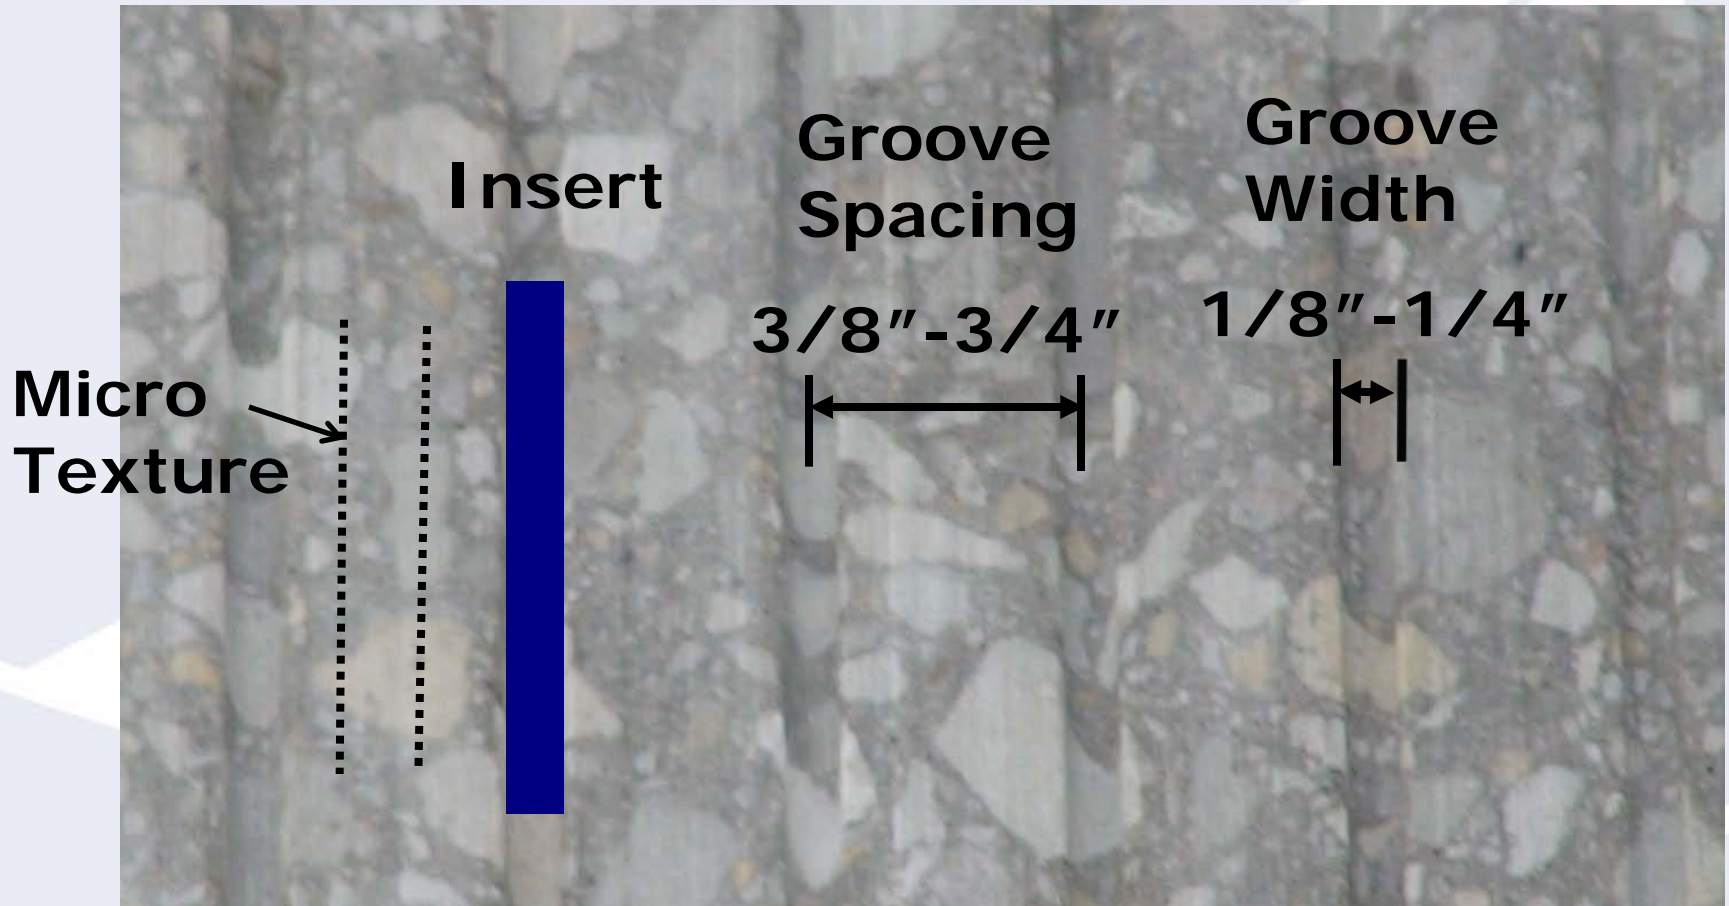 Micro
Texture
Insert
Groove
Spacing
3/8"-3/4"
Groove
Width
1/8"-1/4"